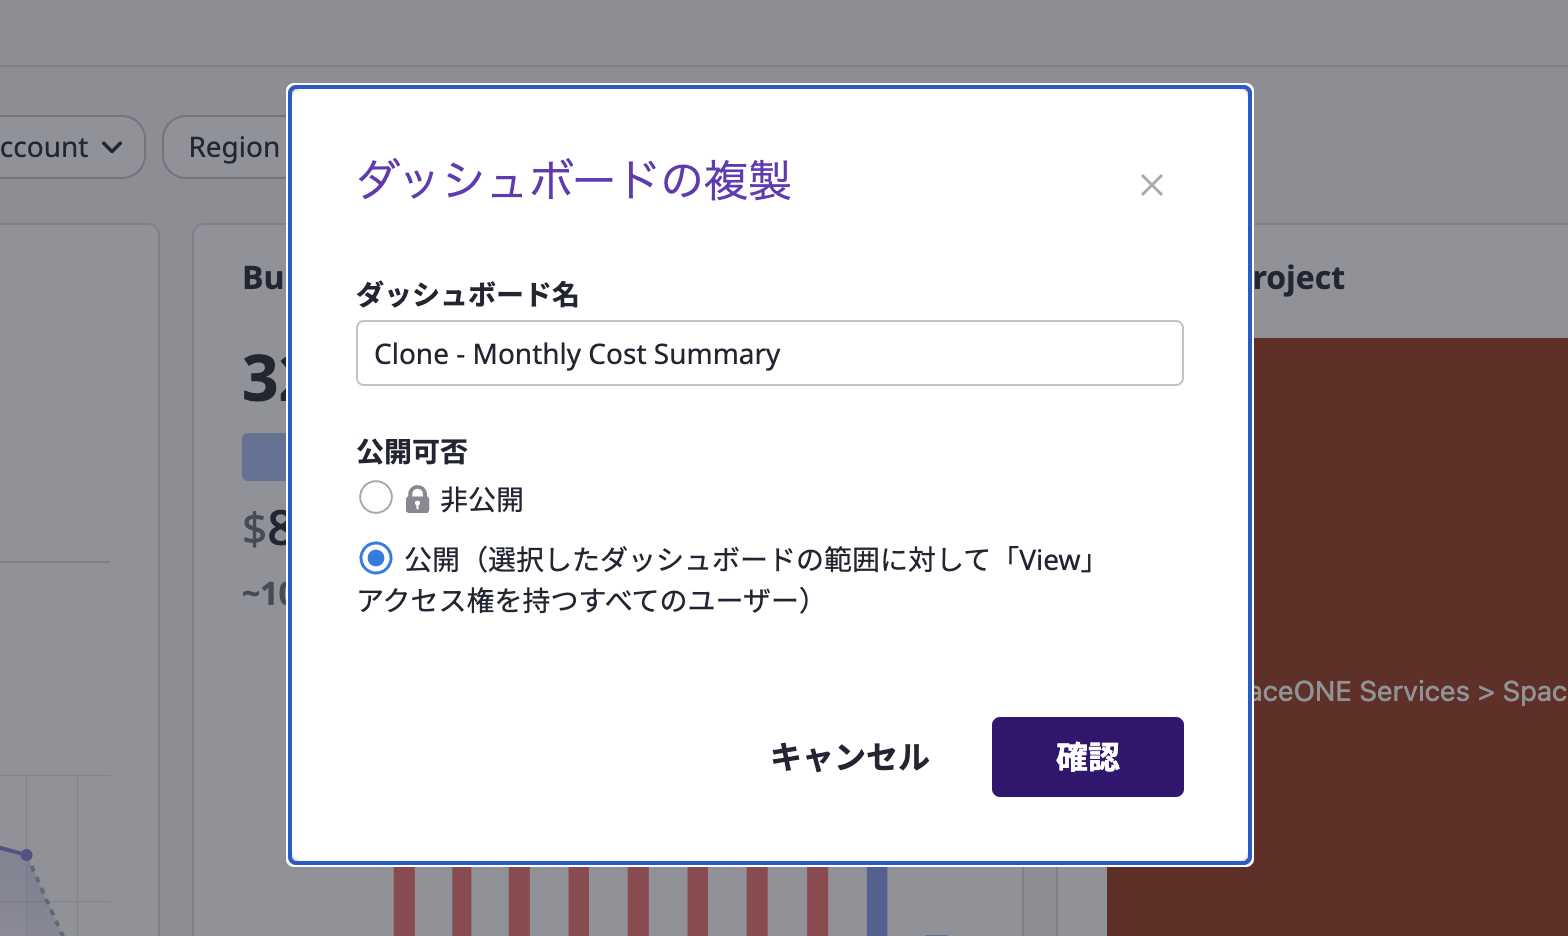 ccount
Region
ダッシュボードの複製
Bu
roject
ダッシュボード名
Clone - Monthly Cost Summary
公開可否
非公開
$8
公開（選択したダッシュボードの範囲に対して「View」
アクセス権を持つすべてのユーザー）
~10
aceONE Services > Spac
キャンセル
確認